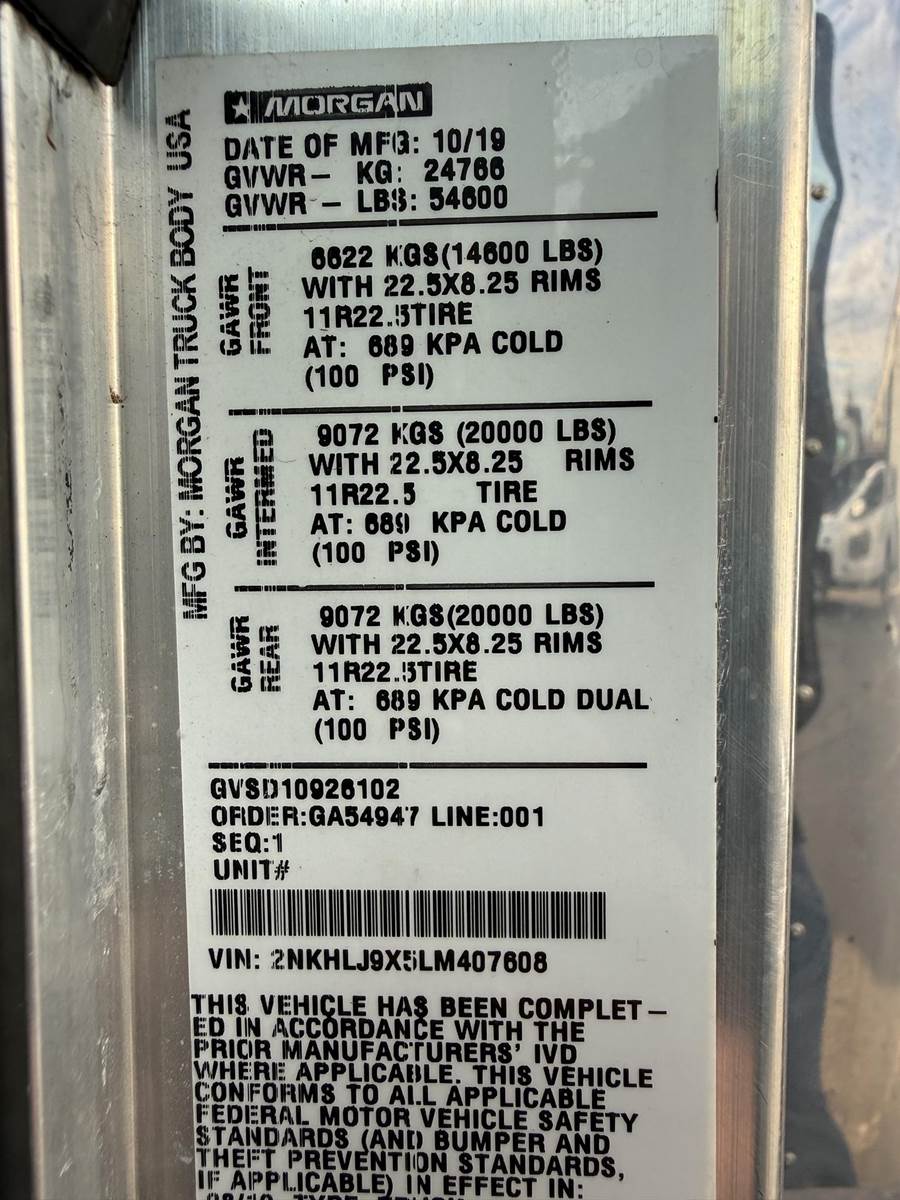 MORGAN
DATE OF MFG: 10/19
GVWR- KG: 24766
GVWR - LBS: 54600
MFG BY: MORGAN TRUCK BODY USA
GAWR FRONT
6622 KGS(14600 LBS)
WITH 22.5X8.25 RIMS
11R22.5TIRE
AT: 689 KPA COLD
(100 PSI)
GAWR INTERMED
9072 KGS (20000 LBS)
WITH 22.5X8.25 RIMS
11R22.5 TIRE
AT: 689 KPA COLD
(100 PSI)
GAWR REAR
9072 KGS(20000 LBS)
WITH 22.5X8.25 RIMS
11R22.5TIRE
AT: 689 KPA COLD DUAL
(100 PSI)
GVSD10926102
ORDER:GA54947 LINE:001
SEQ:1
UNIT#
VIN: 2NKHLJ9X5LM407608
THIS VEHICLE HAS BEEN COMPLET-
ED IN ACCORDANCE WITH THE
PRIOR MANUFACTURERS' IVD
WHERE APPLICABLE. THIS VEHICLE
CONFORMS TO ALL APPLICABLE
FEDERAL MOTOR VEHICLE SAFETY
STANDARDS (AND BUMPER AND
THEFT PREVENTION STANDARDS,
IF APPLICABLE) IN EFFECT IN: